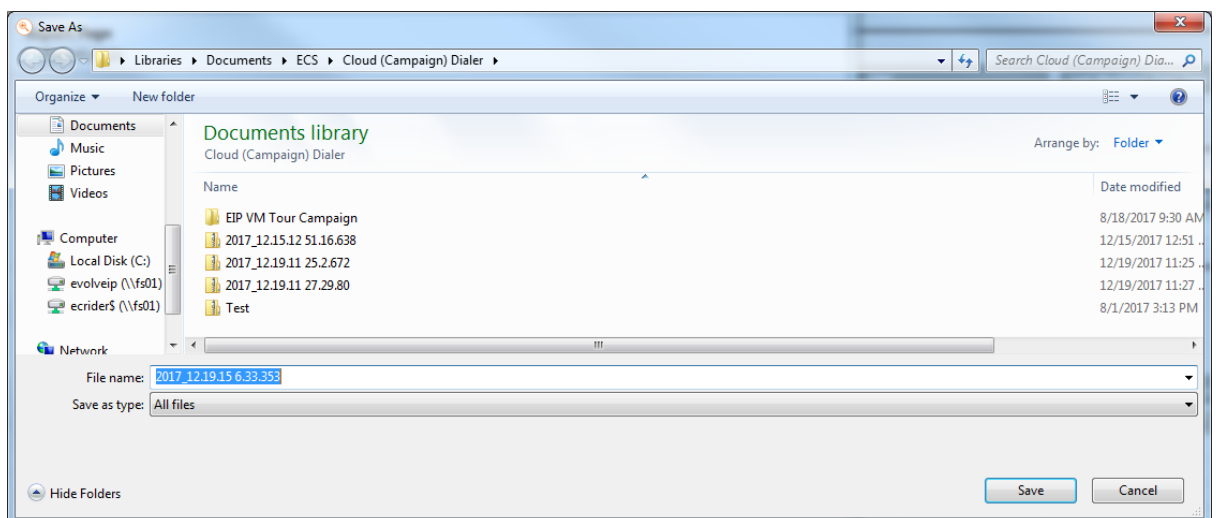 Save As
Libraries Documents ECS Cloud (Campaign) Dialer
Search Cloud (Campaign) Dia...
Organize New folder
Documents
Music
Pictures
Videos
Computer
Local Disk (C:)
evolveip (\\fs01)
ecrider$ (\\fs01)
Network
Documents library
Cloud (Campaign) Dialer
Arrange by: Folder
Name Date modified
EIP VM Tour Campaign 8/18/2017 9:30 AM
2017_12.15.12 51.16.638 12/15/2017 12:51 ..
2017_12.19.11 25.2.672 12/19/2017 11:25 ..
2017_12.19.11 27.29.80 12/19/2017 11:27 ..
Test 8/1/2017 3:13 PM
File name: 2017_12.19.15 6.33.353
Save as type: All files
Hide Folders
Save Cancel